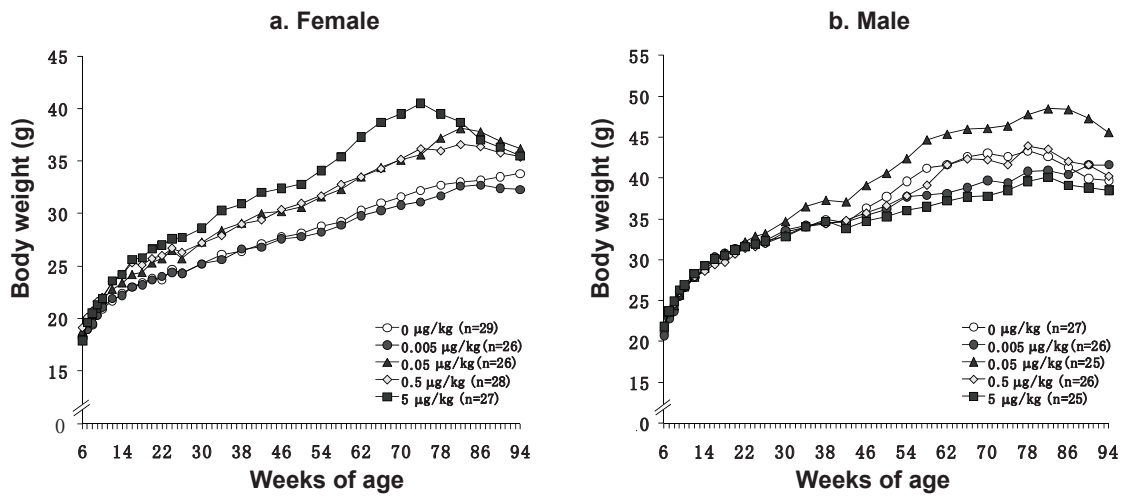 a. Female
45
40
35
30
25
20
15
0
Body weight (g)
0 µg/kg (n=29)
0.005 µg/kg(n=26)
0.05 µg/kg(n=26)
0.5 µg/kg (n=28)
5 µg/kg (n=27)
6 14 22 30 38 46 54 62 70 78 86 94
Weeks of age
b. Male
55
50
45
40
35
30
25
20
.0
Body weight (g)
0 µg/kg (n=27)
0.005 µg/kg(n=26)
0.05 µg/kg(n=25)
0.5 µg/kg (n=26)
5 µg/kg (n=25)
6 14 22 30 38 46 54 62 70 78 86 94
Weeks of age